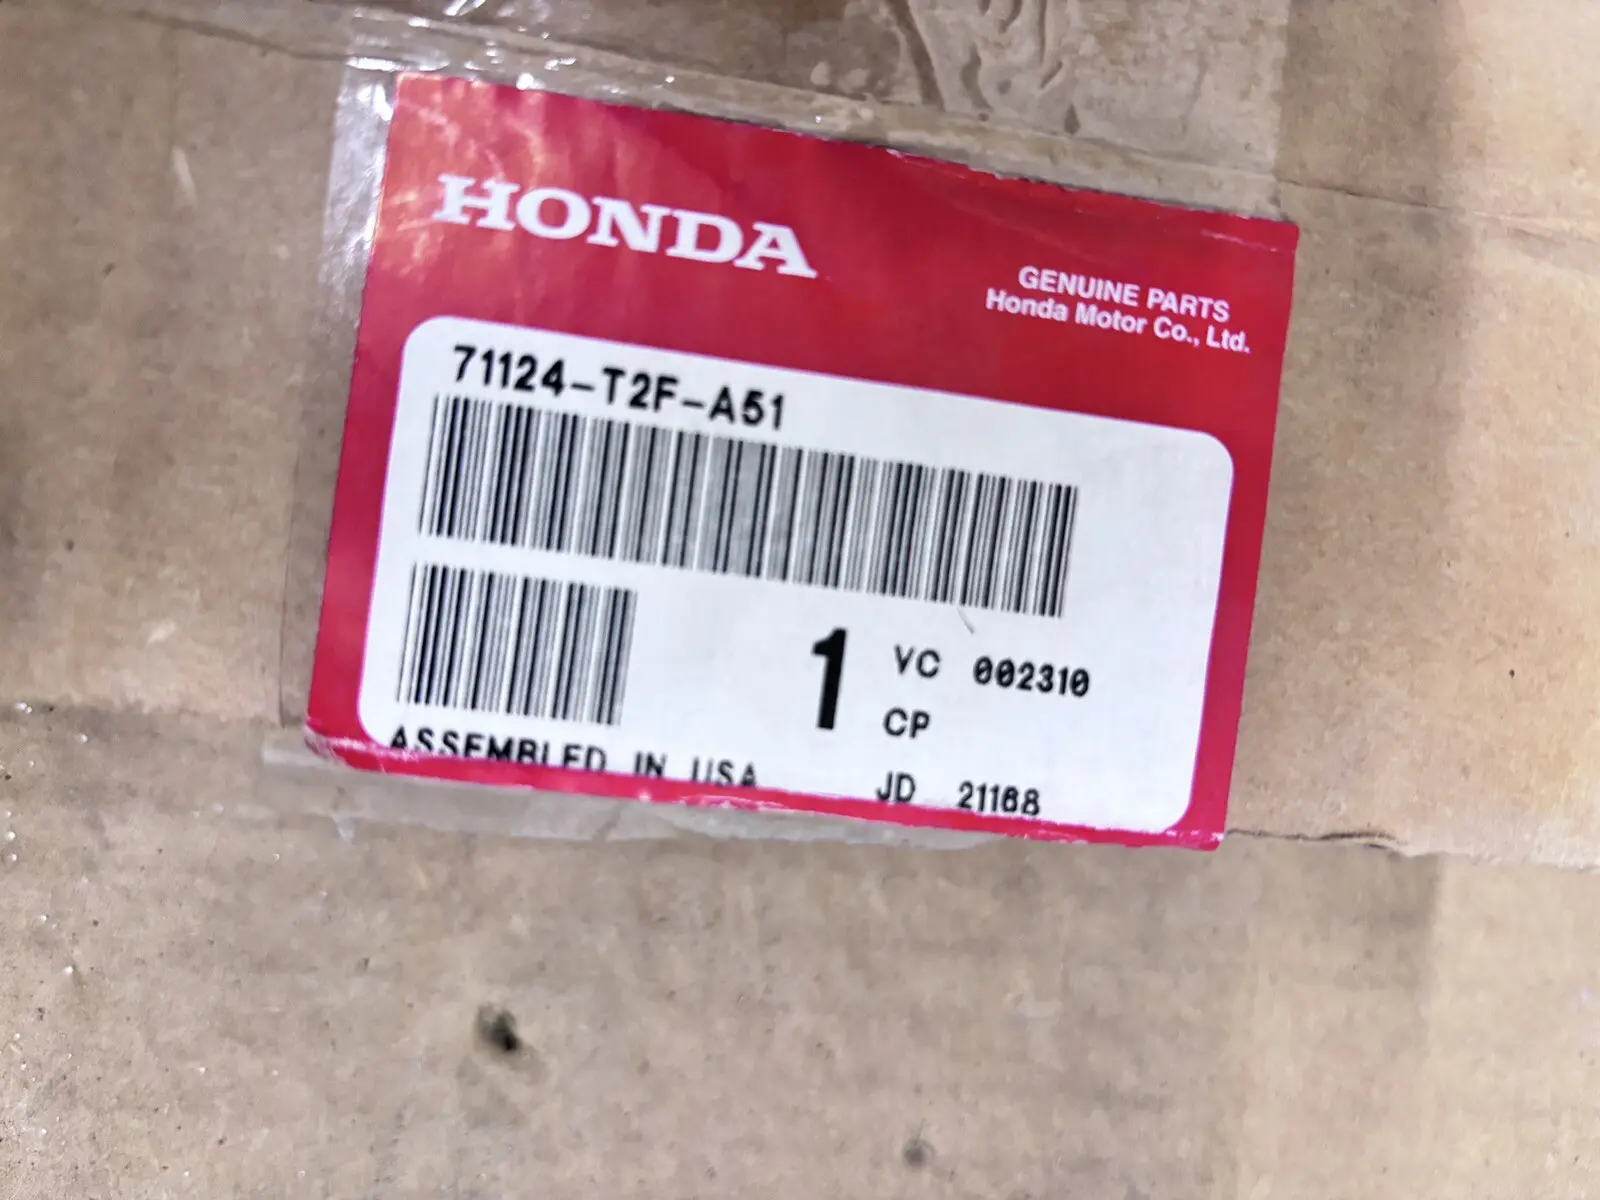 HONDA
GENUINE PARTS
Honda Motor Co., Ltd.
71124-T2F-A51
1
VC 002310
CP
ASSEMBLED IN USA
JD 21168